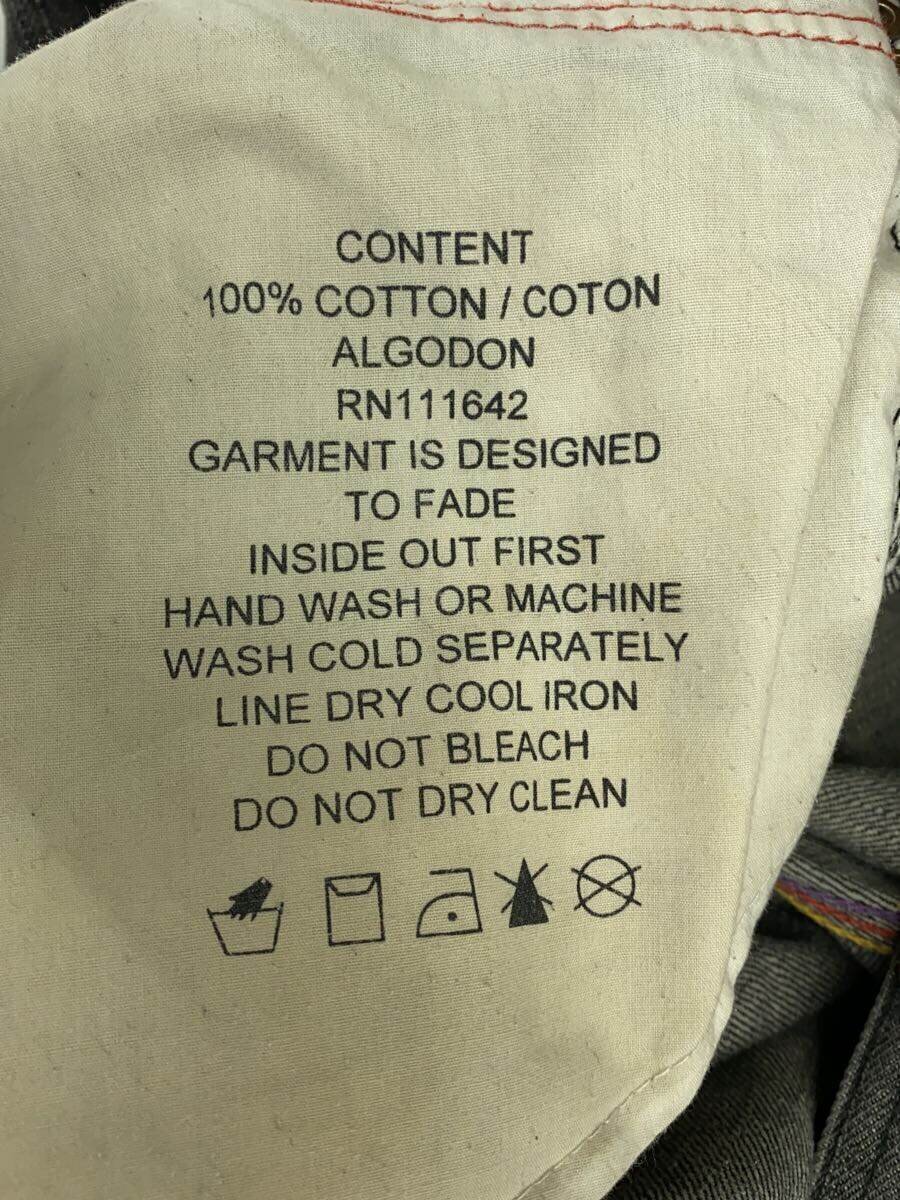 CONTENT
100% COTTON / COTON
ALGODON
RN111642
GARMENT IS DESIGNED
TO FADE
INSIDE OUT FIRST
HAND WASH OR MACHINE
WASH COLD SEPARATELY
LINE DRY COOL IRON
DO NOT BLEACH
DO NOT DRY CLEAN